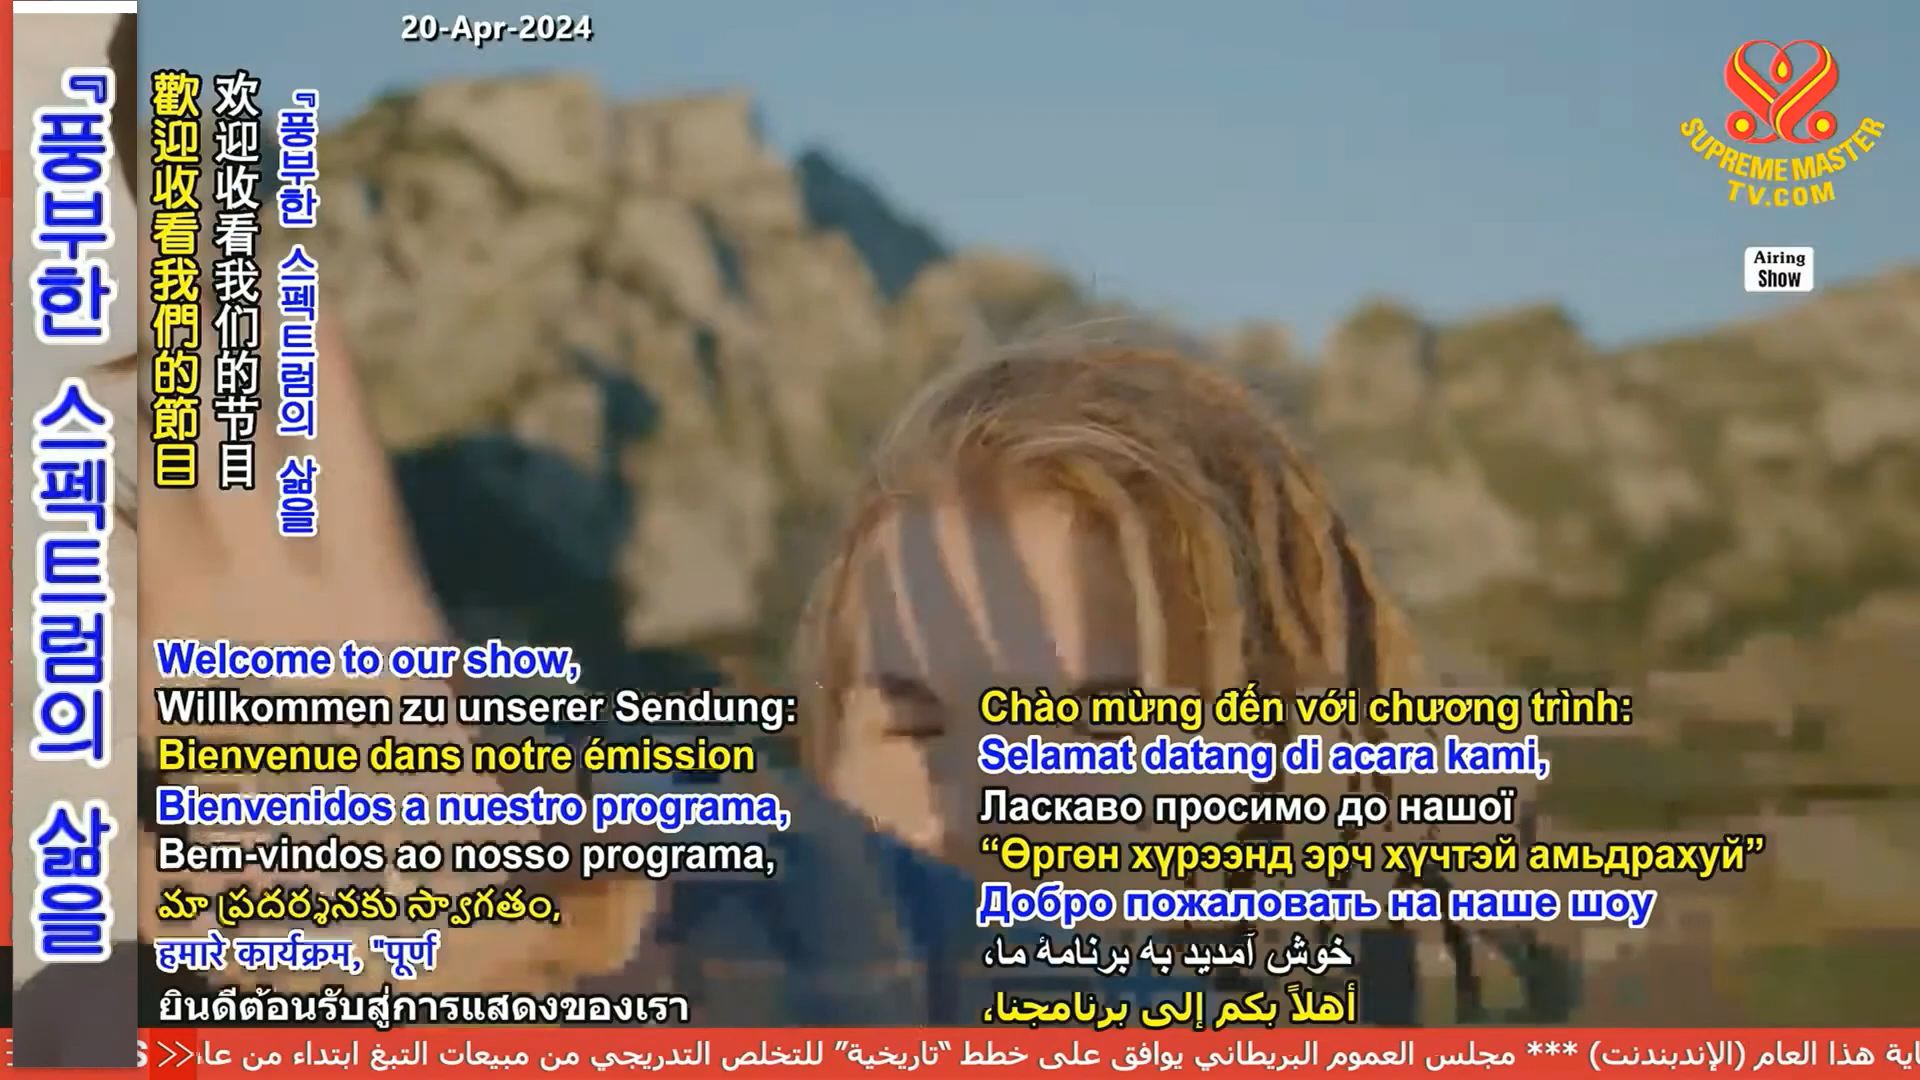 20-Apr-2024
SUPREME MASTER
TV.COM
Airing
Show
『풍부한 스펙트럼의 삶을
歡迎收看我們的節目
欢迎收看我们的节目
『풍부한 스펙트럼의 삶을
Welcome to our show,
Willkommen zu unserer Sendung:
Bienvenue dans notre émission
Bienvenidos a nuestro programa,
Bem-vindos ao nosso programa,
మా ప్రదర్శనకు స్వాగతం,
हमारे कार्यक्रम, "पूर्ण
ยินดีต้อนรับสู่การแสดงของเรา
Chào mừng đến với chương trình:
Selamat datang di acara kami,
Ласкаво просимо до нашої
“Өргөн хүрээнд эрч хүчтэй амьдрахуй”
Добро пожаловать на наше шоу
خوش آمدید به برنامهٔ ما،
أهلاً بكم إلى برنامجنا،
اية هذا العام (الإندبندنت) *** مجلس العموم البريطاني يوافق على خطط “تاريخية” للتخلص التدريجي من مبيعات التبغ ابتداء من عا